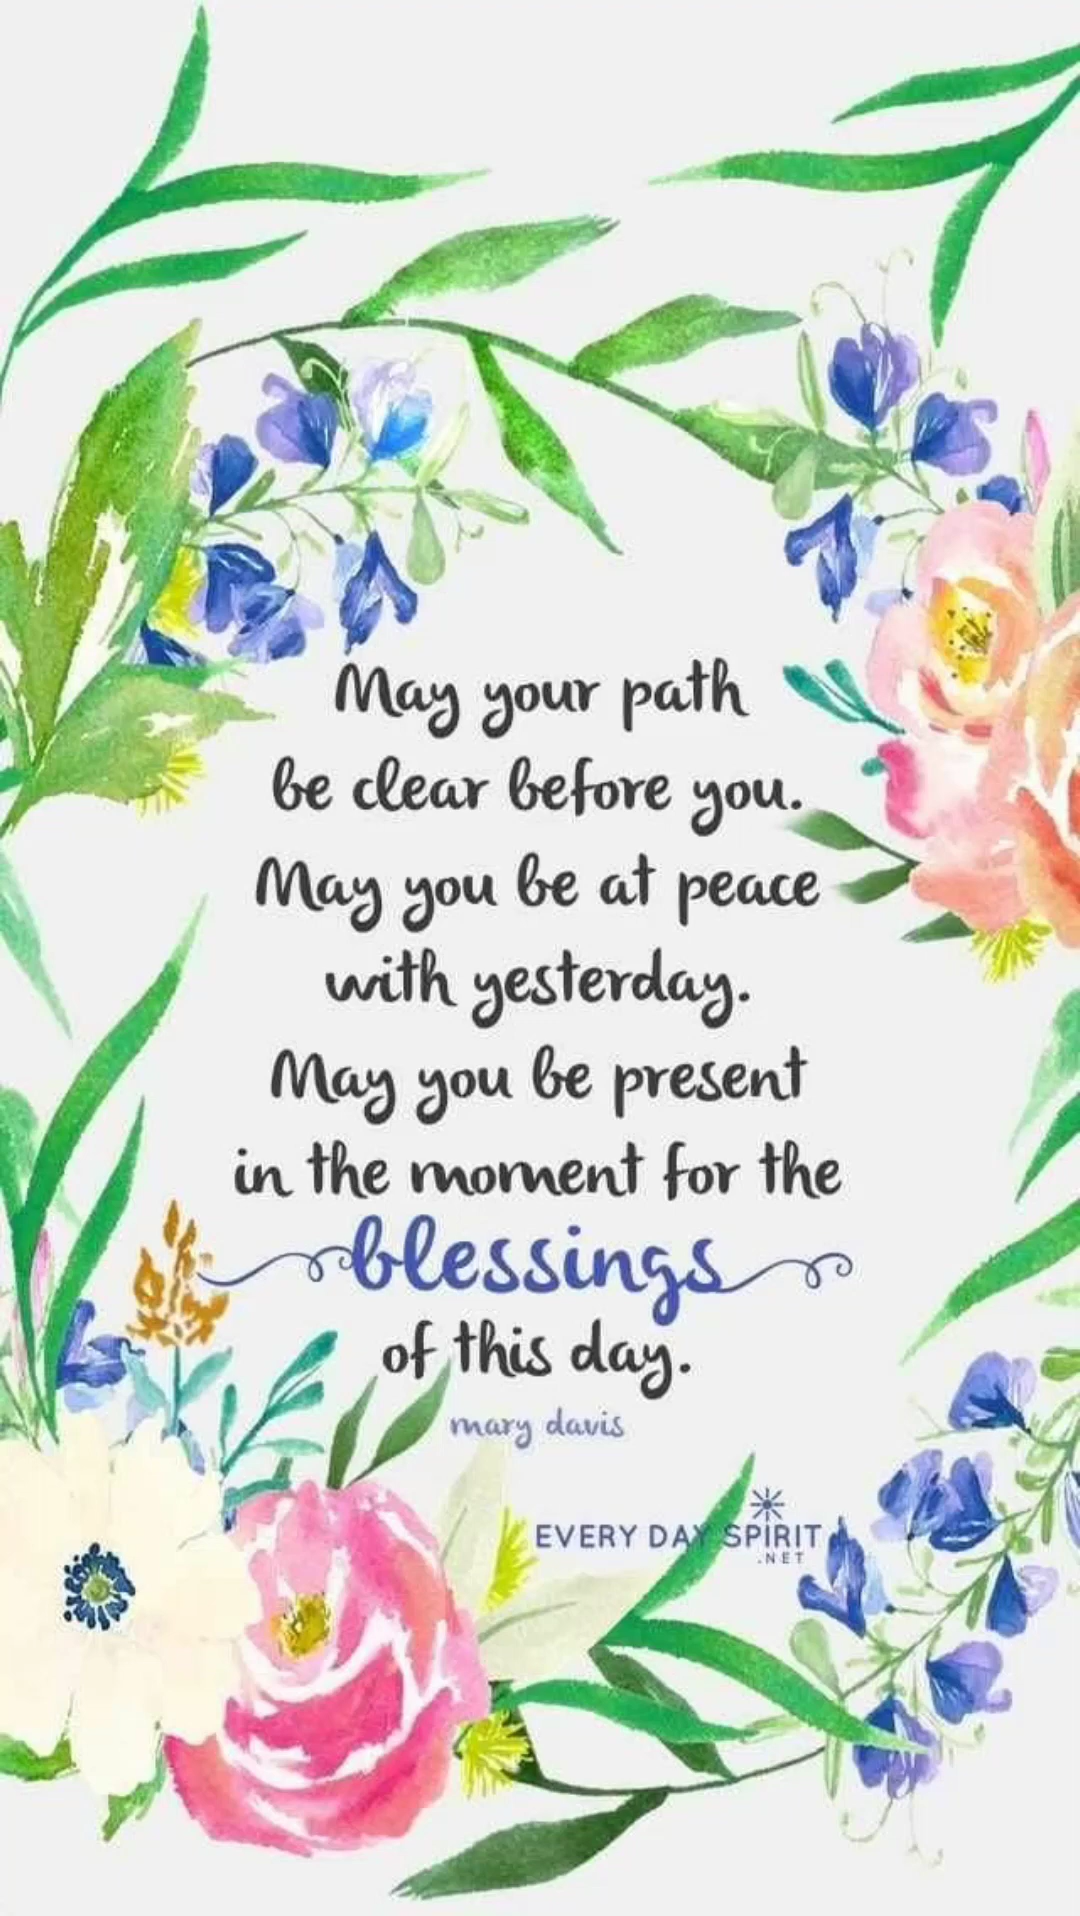 May your path
be clear before you.
May you be at peace
with yesterday.
May you be present
in the moment for the
blessings
of this day.
mary davis
EVERY DAY SPIRIT
.NET